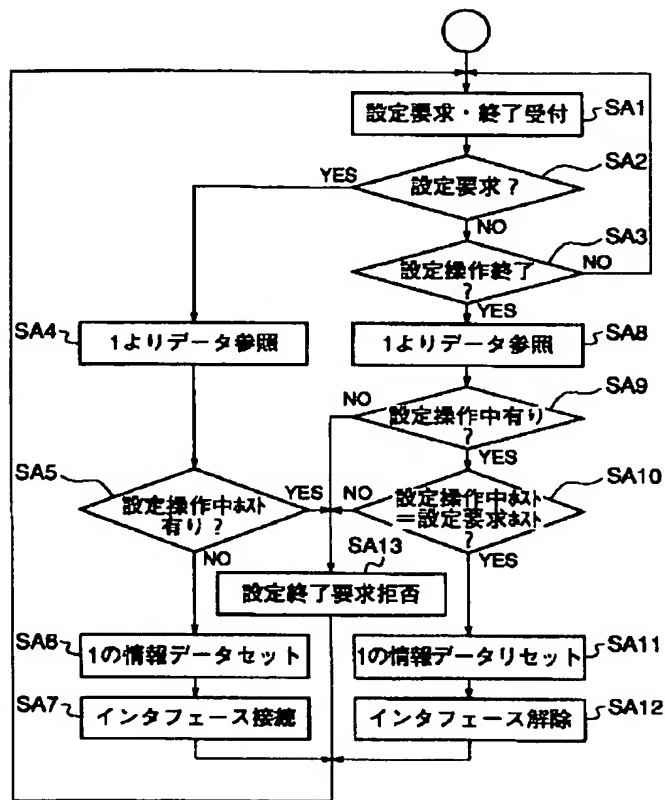 設定要求・終了受付
SA1
設定要求?
SA2
YES
NO
設定操作終了
?
SA3
NO
YES
SA4
1よりデータ参照
1よりデータ参照
SA8
設定操作中有り
?
SA9
NO
YES
SA5
設定操作中ホスト
有り?
YES
NO
設定操作中ホスト
=設定要求ホスト
?
SA10
NO
YES
SA13
設定終了要求拒否
SA6
1の情報データセット
1の情報データリセット
SA11
SA7
インタフェース接続
インタフェース解除
SA12